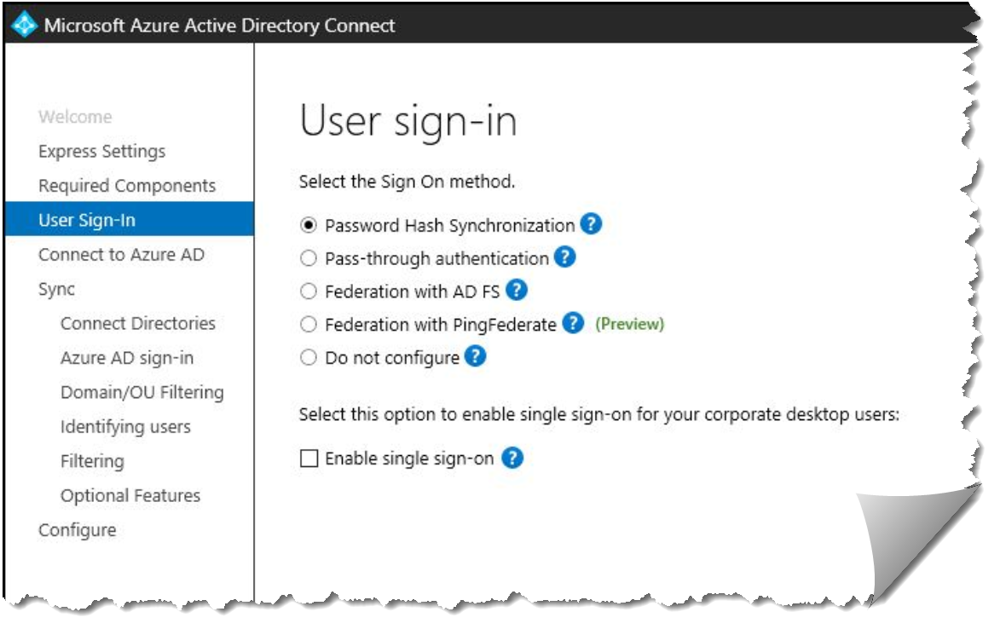 Microsoft Azure Active Directory Connect
Welcome
Express Settings
Required Components
User Sign-In
Connect to Azure AD
Sync
Connect Directories
Azure AD sign-in
Domain/OU Filtering
Identifying users
Filtering
Optional Features
Configure
User sign-in
Select the Sign On method.
Password Hash Synchronization ?
Pass-through authentication ?
Federation with AD FS ?
Federation with PingFederate ? (Preview)
Do not configure ?
Select this option to enable single sign-on for your corporate desktop users:
Enable single sign-on ?